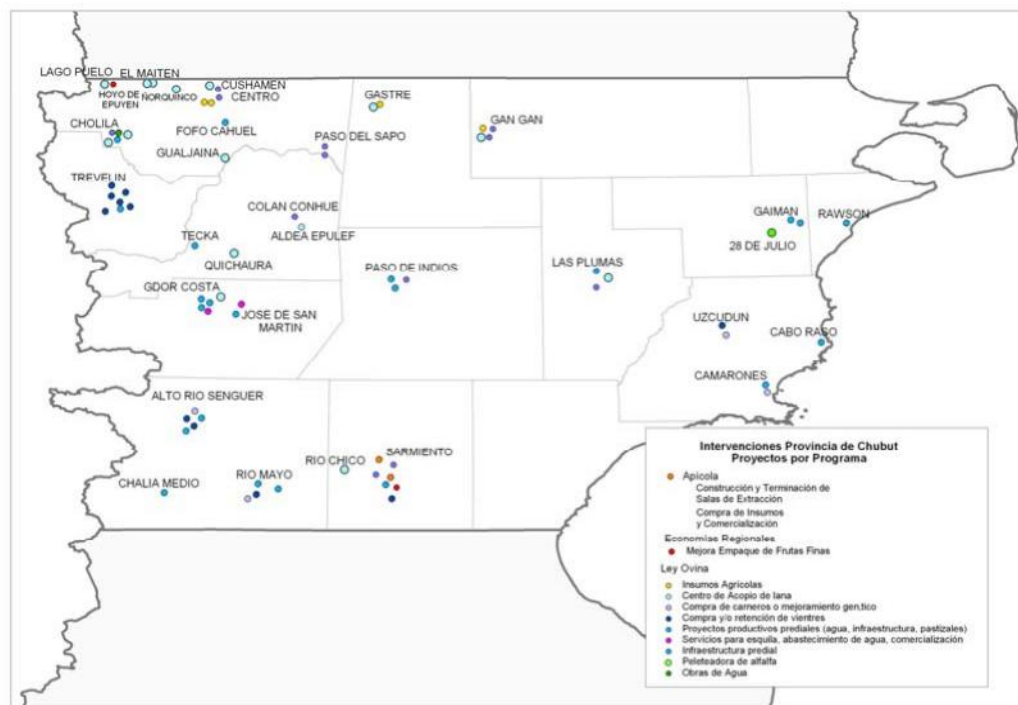 LAGO PUELO
EL MAITEN
HOYO DE
EPUYEN
ÑORQUINCO
CUSHAMEN
CENTRO
GASTRE
GAN GAN
CHOLILA
FOFO CAHUEL
PASO DEL SAPO
GUALJAINA
TREVELIN
COLAN CONHUE
ALDEA EPULEF
GAIMAN
RAWSON
28 DE JULIO
TECKA
QUICHAURA
PASO DE INDIOS
LAS PLUMAS
GDOR COSTA
JOSE DE SAN
MARTIN
UZCUDUN
CABO RASO
CAMARONES
ALTO RIO SENGUER
RIO CHICO
SARMIENTO
CHALIA MEDIO
RIO MAYO
Intervenciones Provincia de Chubut
Proyectos por Programa
Apícola
Construcción y Terminación de
Salas de Extracción
Compra de Insumos
y Comercialización
Economías Regionales
Mejora Empaque de Frutas Finas
Ley Ovina
Insumos Agrícolas
Centro de Acopio de lana
Compra de carneros o mejoramiento gen,tico
Compra y/o retención de vientres
Proyectos productivos prediales (agua, infraestructura, pastizales)
Servicios para esquila, abastecimiento de agua, comercialización
Infraestructura predial
Peleteadora de alfalfa
Obras de Agua